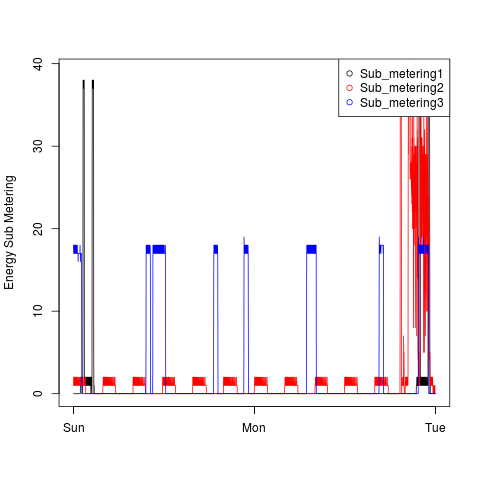 Sub_metering1
Sub_metering2
Sub_metering3
Energy Sub Metering
40
30
20
10
0
Sun Mon Tue